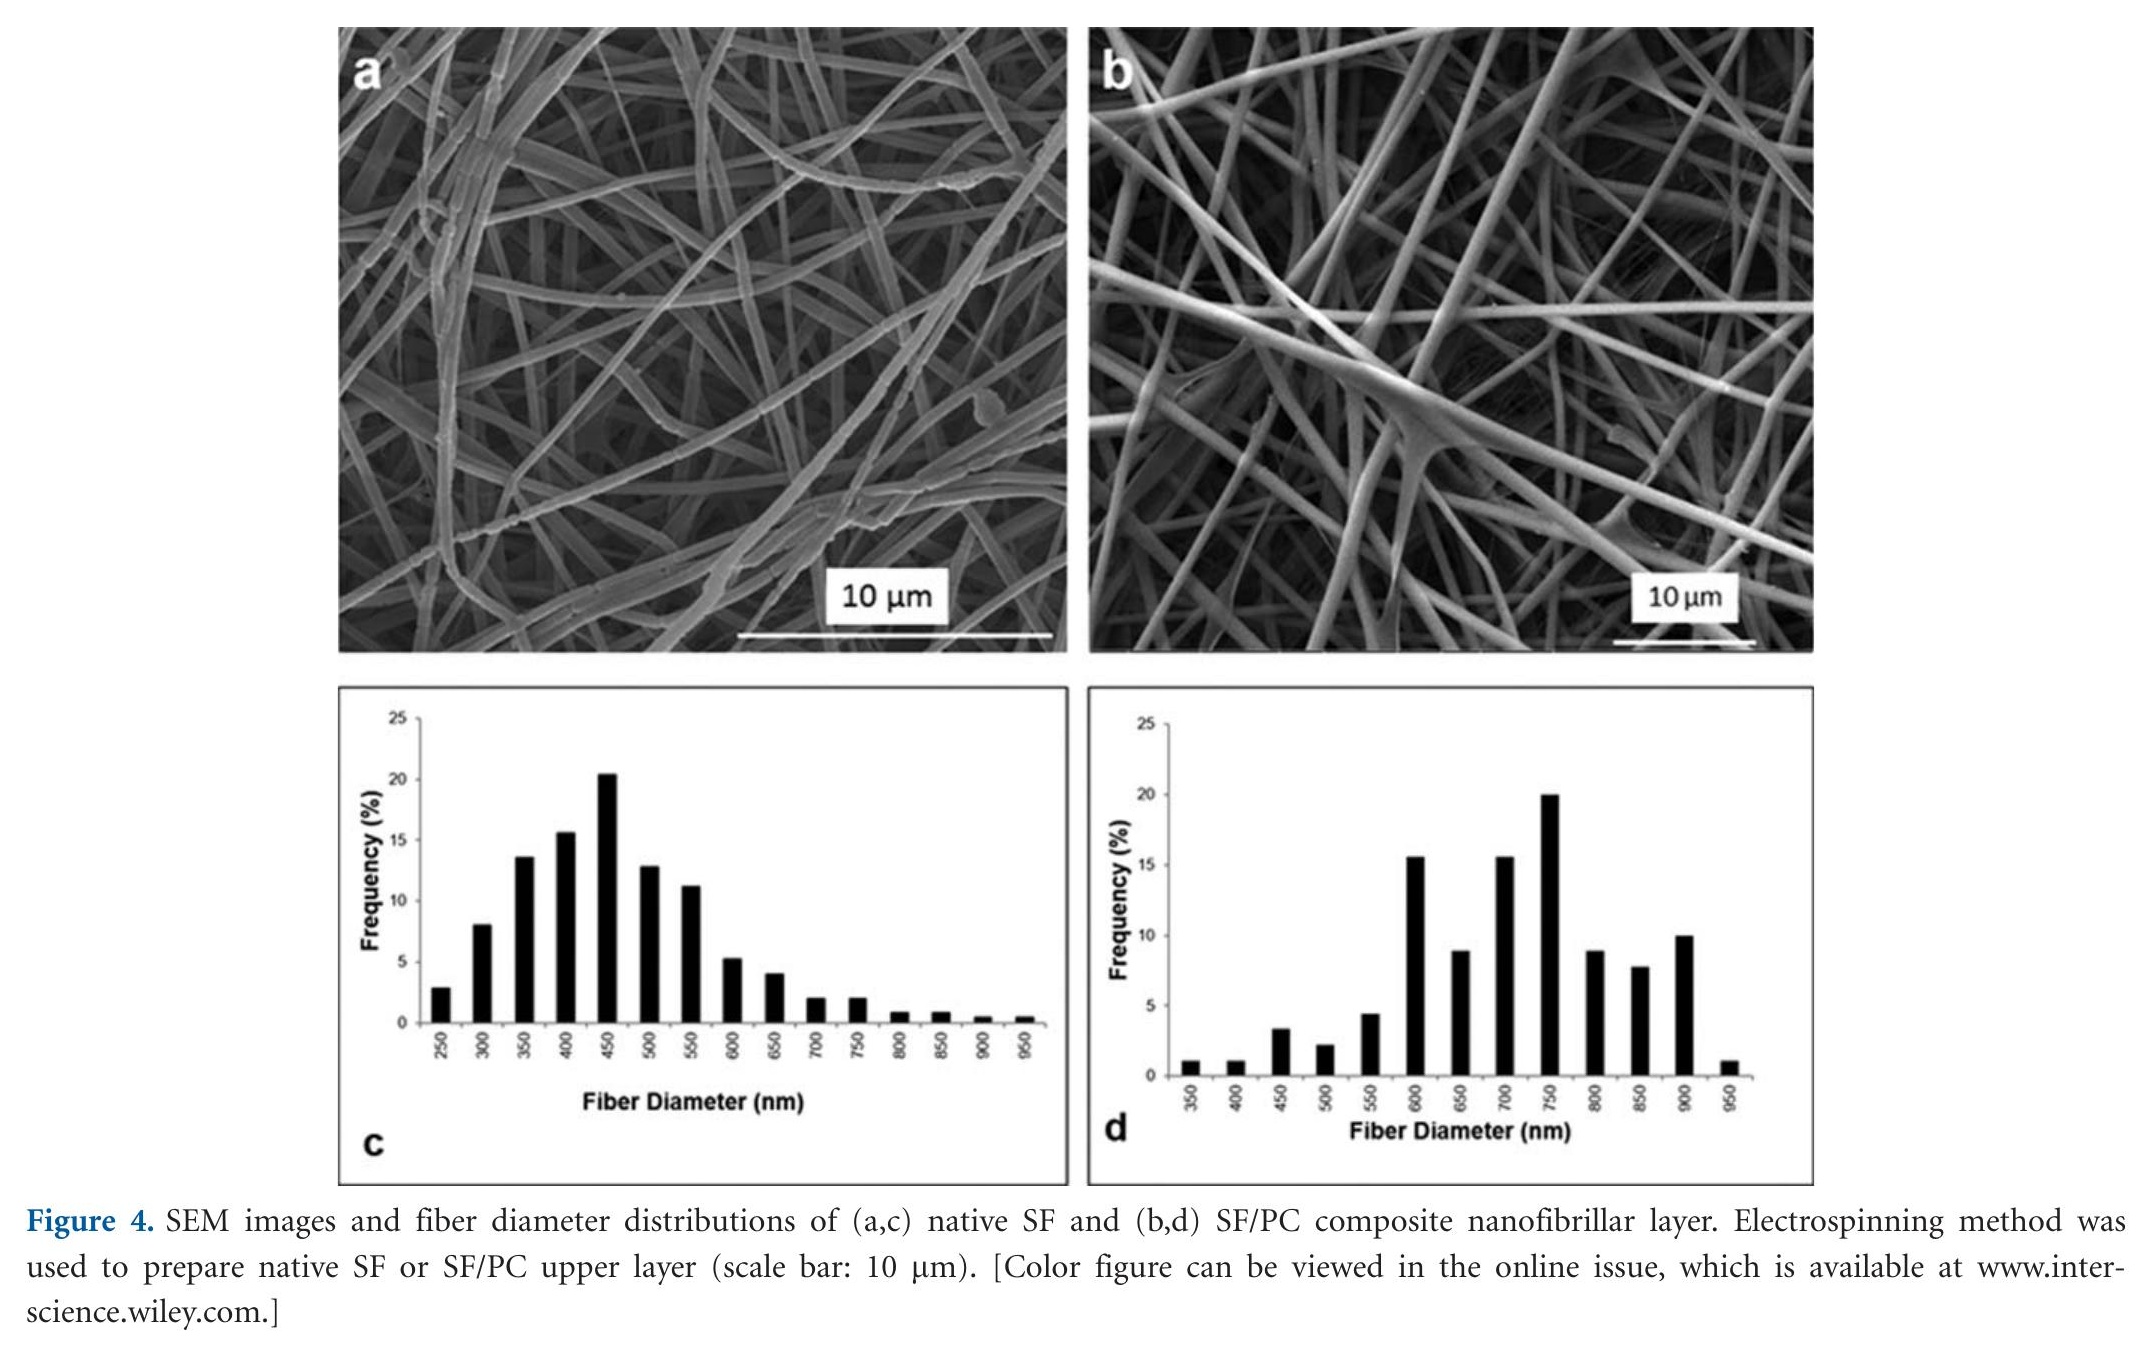 a
b
10 µm
10 µm
25
20
15
10
5
0
Frequency (%)
250 300 350 400 450 500 550 600 650 700 750 800 850 900 950
Fiber Diameter (nm)
c
25
20
15
10
5
0
Frequency (%)
350 400 450 500 550 600 650 700 750 800 850 900 950
Fiber Diameter (nm)
d
Figure 4. SEM images and fiber diameter distributions of (a,c) native SF and (b,d) SF/PC composite nanofibrillar layer. Electrospinning method was
used to prepare native SF or SF/PC upper layer (scale bar: 10 µm). [Color figure can be viewed in the online issue, which is available at www.inter-
science.wiley.com.]